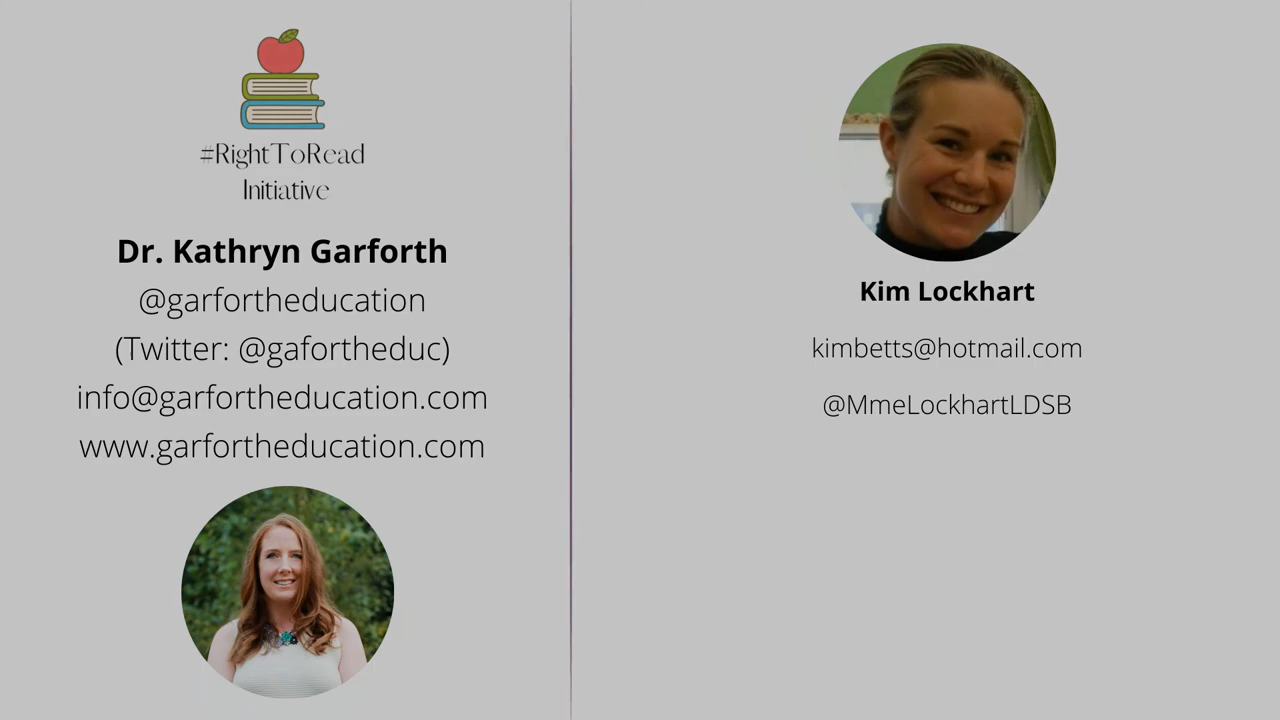 #RightToRead
Initiative
Dr. Kathryn Garforth
@garfortheducation
(Twitter: @gafortheduc)
info@garfortheducation.com
www.garfortheducation.com
Kim Lockhart
kimbetts@hotmail.com
@MmeLockhartLDSB